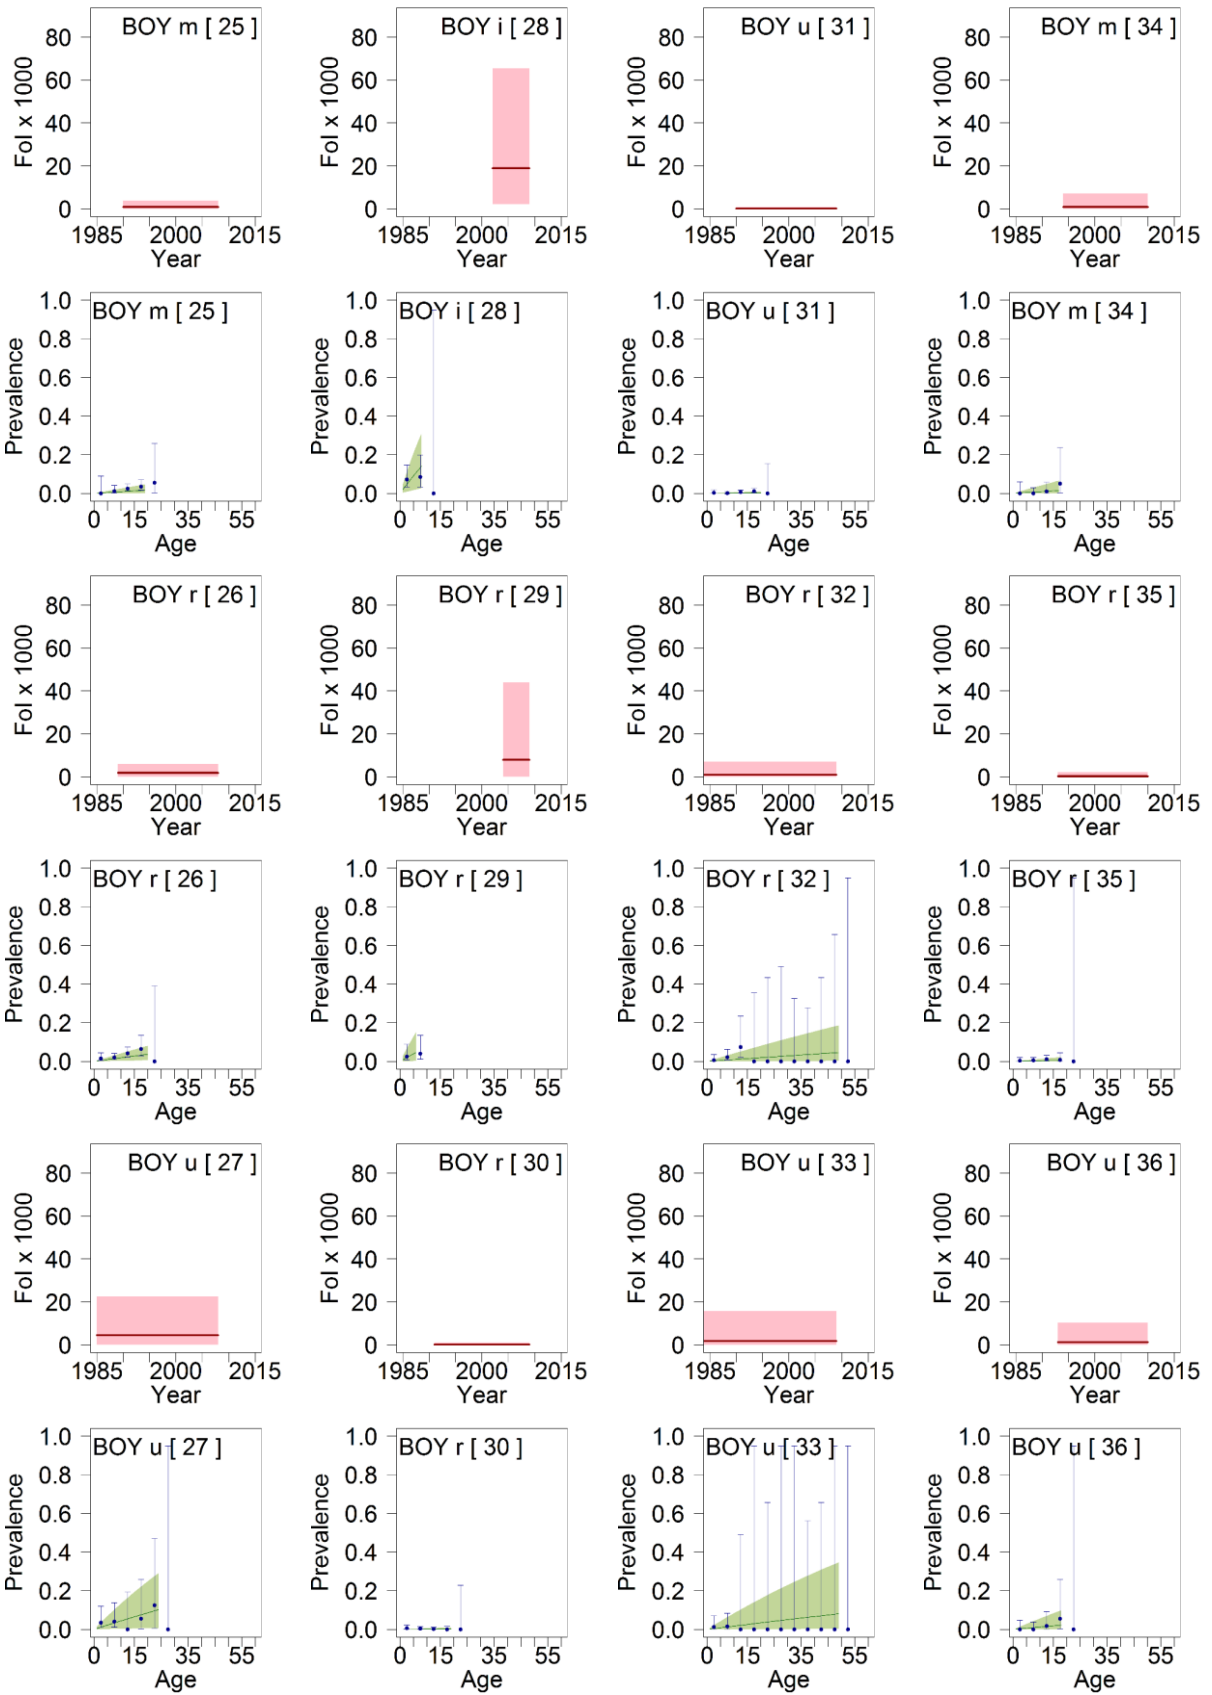 BOY m [ 25 ] BOY i [ 28 ] BOY u [ 31 ] BOY m [ 34 ]
80 80 80 80
60 60 60 60
FoI x 1000 FoI x 1000 FoI x 1000 FoI x 1000
40 40 40 40
20 20 20 20
0 0 0 0
1985 2000 2015 1985 2000 2015 1985 2000 2015 1985 2000 2015
Year Year Year Year
1.0 1.0 1.0 1.0
BOY m [ 25 ] BOY i [ 28 ] BOY u [ 31 ] BOY m [ 34 ]
0.8 0.8 0.8 0.8
0.6 0.6 0.6 0.6
Prevalence Prevalence Prevalence Prevalence
0.4 0.4 0.4 0.4
0.2 0.2 0.2 0.2
0.0 0.0 0.0 0.0
0 15 35 55 0 15 35 55 0 15 35 55 0 15 35 55
Age Age Age Age
BOY r [ 26 ] BOY r [ 29 ] BOY r [ 32 ] BOY r [ 35 ]
80 80 80 80
60 60 60 60
FoI x 1000 FoI x 1000 FoI x 1000 FoI x 1000
40 40 40 40
20 20 20 20
0 0 0 0
1985 2000 2015 1985 2000 2015 1985 2000 2015 1985 2000 2015
Year Year Year Year
1.0 1.0 1.0 1.0
BOY r [ 26 ] BOY r [ 29 ] BOY r [ 32 ] BOY r [ 35 ]
0.8 0.8 0.8 0.8
0.6 0.6 0.6 0.6
Prevalence Prevalence Prevalence Prevalence
0.4 0.4 0.4 0.4
0.2 0.2 0.2 0.2
0.0 0.0 0.0 0.0
0 15 35 55 0 15 35 55 0 15 35 55 0 15 35 55
Age Age Age Age
BOY u [ 27 ] BOY r [ 30 ] BOY u [ 33 ] BOY u [ 36 ]
80 80 80 80
60 60 60 60
FoI x 1000 FoI x 1000 FoI x 1000 FoI x 1000
40 40 40 40
20 20 20 20
0 0 0 0
1985 2000 2015 1985 2000 2015 1985 2000 2015 1985 2000 2015
Year Year Year Year
1.0 1.0 1.0 1.0
BOY u [ 27 ] BOY r [ 30 ] BOY u [ 33 ] BOY u [ 36 ]
0.8 0.8 0.8 0.8
0.6 0.6 0.6 0.6
Prevalence Prevalence Prevalence Prevalence
0.4 0.4 0.4 0.4
0.2 0.2 0.2 0.2
0.0 0.0 0.0 0.0
0 15 35 55 0 15 35 55 0 15 35 55 0 15 35 55
Age Age Age Age